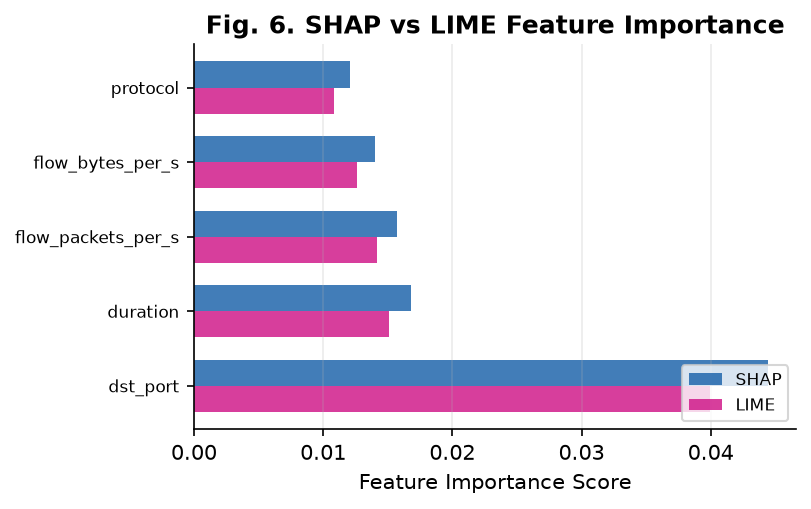 Fig. 6. SHAP vs LIME Feature Importance
protocol
flow_bytes_per_s
flow_packets_per_s
duration
dst_port
SHAP
LIME
0.00 0.01 0.02 0.03 0.04
Feature Importance Score